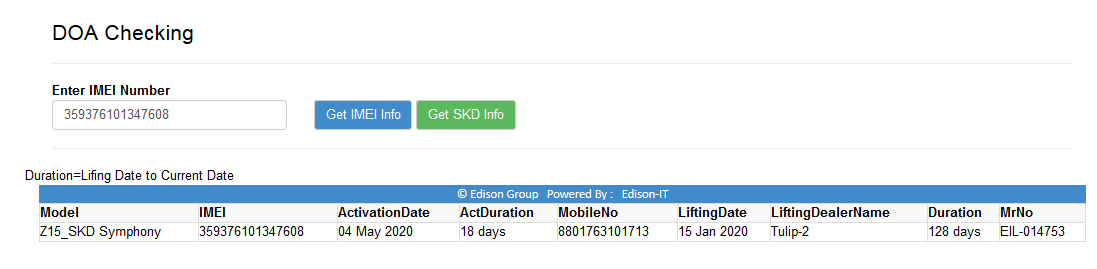 DOA Checking
Enter IMEI Number
359376101347608 Get IMEI Info Get SKD Info
Duration=Lifing Date to Current Date
© Edison Group Powered By : Edison-IT
Model IMEI ActivationDate ActDuration MobileNo LiftingDate LiftingDealerName Duration MrNo
Z15_SKD Symphony 359376101347608 04 May 2020 18 days 8801763101713 15 Jan 2020 Tulip-2 128 days EIL-014753